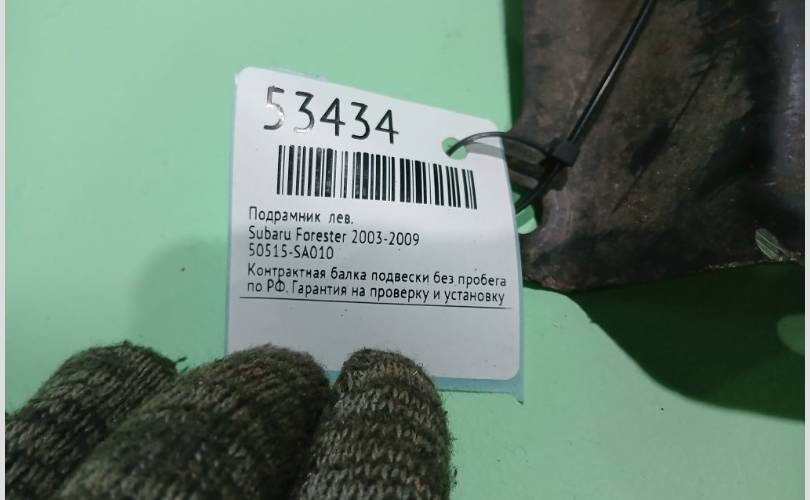 53434
Подрамник лев.
Subaru Forester 2003-2009
50515-SA010
Контрактная балка подвески без пробега
по РФ. Гарантия на проверку и установку